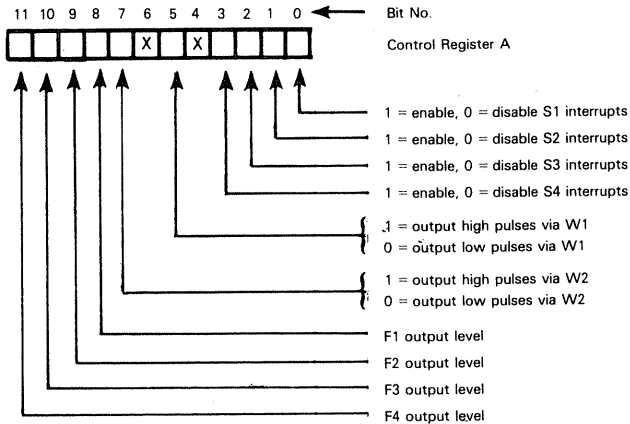 11 10 9 8 7 6 5 4 3 2 1 0 Bit No.
X X Control Register A
1 = enable, 0 = disable S1 interrupts
1 = enable, 0 = disable S2 interrupts
1 = enable, 0 = disable S3 interrupts
1 = enable, 0 = disable S4 interrupts
1 = output high pulses via W1
0 = output low pulses via W1
1 = output high pulses via W2
0 = output low pulses via W2
F1 output level
F2 output level
F3 output level
F4 output level